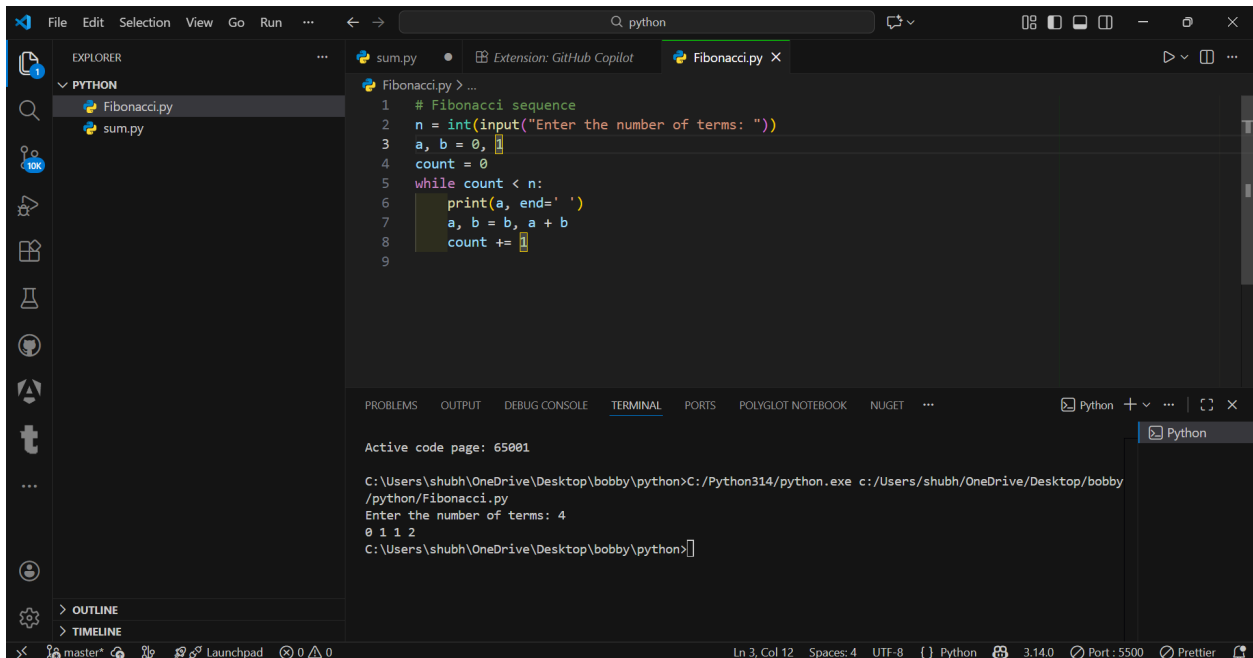 File Edit Selection View Go Run ··· ← → python
EXPLORER ···
PYTHON
Fibonacci.py
sum.py
1
10K
OUTLINE
TIMELINE
sum.py ● Extension: GitHub Copilot Fibonacci.py ×
Fibonacci.py > ...
1 # Fibonacci sequence
2 n = int(input("Enter the number of terms: "))
3 a, b = 0, 1
4 count = 0
5 while count < n:
6     print(a, end=' ')
7     a, b = b, a + b
8     count += 1
9
PROBLEMS OUTPUT DEBUG CONSOLE TERMINAL PORTS POLYGLOT NOTEBOOK NUGET ··· Python
Python
Active code page: 65001
C:\Users\shubh\OneDrive\Desktop\bobby\python>C:/Python314/python.exe c:/Users/shubh/OneDrive/Desktop/bobby
/python/Fibonacci.py
Enter the number of terms: 4
0 1 1 2
C:\Users\shubh\OneDrive\Desktop\bobby\python>
master* Launchpad 0 0 Ln 3, Col 12 Spaces: 4 UTF-8 { } Python 3.14.0 Port : 5500 Prettier